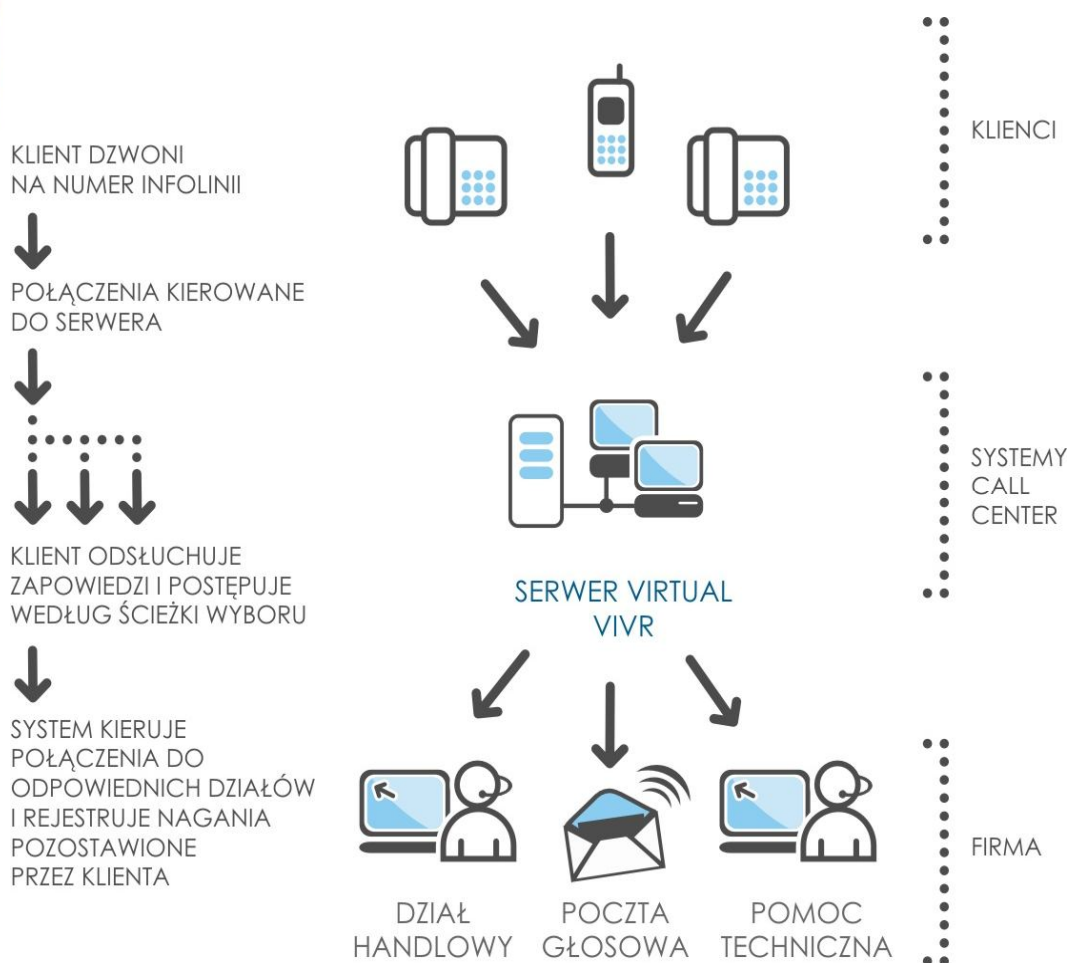 KLIENT DZWONI
NA NUMER INFOLINII
POŁĄCZENIA KIEROWANE
DO SERWERA
KLIENT ODSŁUCHUJE
ZAPOWIEDZI I POSTĘPUJE
WEDŁUG ŚCIEŻKI WYBORU
SYSTEM KIERUJE
POŁĄCZENIA DO
ODPOWIEDNICH DZIAŁÓW
I REJESTRUJE NAGANIA
POZOSTAWIONE
PRZEZ KLIENTA
SERWER VIRTUAL
VIVR
DZIAŁ
HANDLOWY
POCZTA
GŁOSOWA
POMOC
TECHNICZNA
KLIENCI
SYSTEMY
CALL
CENTER
FIRMA